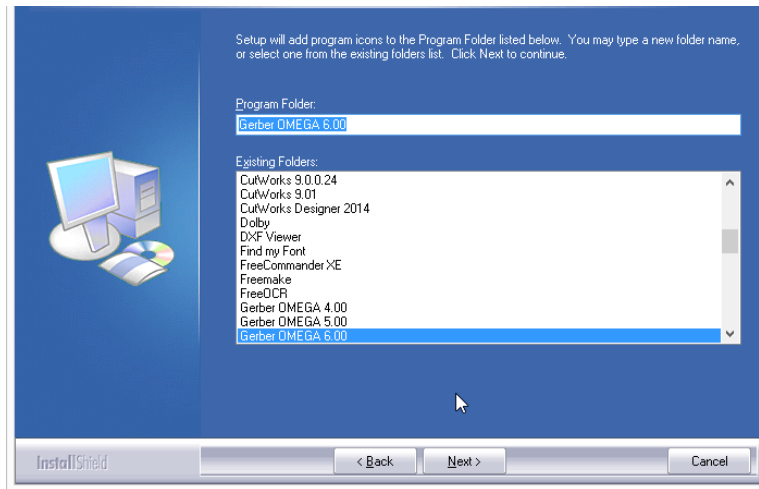 Setup will add program icons to the Program Folder listed below. You may type a new folder name,
or select one from the existing folders list. Click Next to continue.
Program Folder:
Gerber OMEGA 6.00
Existing Folders:
CutWorks 9.0.0.24
CutWorks 9.01
CutWorks Designer 2014
Dolby
DXF Viewer
Find my Font
FreeCommander XE
Freemake
FreeOCR
Gerber OMEGA 4.00
Gerber OMEGA 5.00
Gerber OMEGA 6.00
InstallShield
< Back
Next >
Cancel